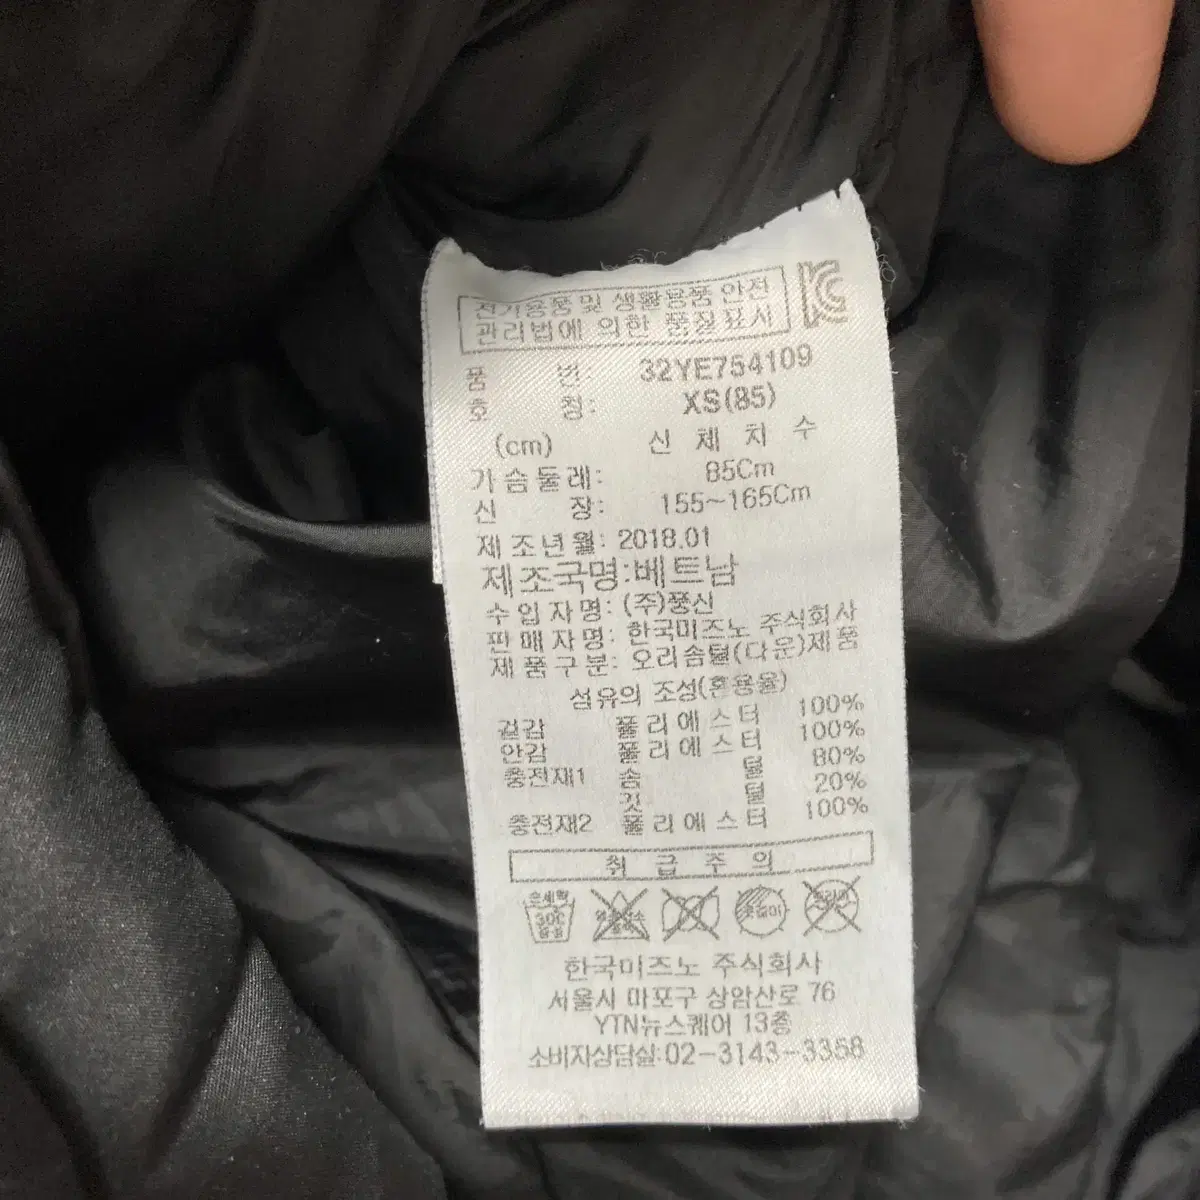 전기용품 및 생활용품 안전
관리법에 의한 품질표시
품 번: 32YE754109
호 칭: XS(85)
(cm) 신 체 치 수
가슴둘레: 85Cm
신 장: 155~165Cm
제조년월: 2018.01
제조국명:베트남
수입자명: (주)풍신
판매자명: 한국미즈노 주식회사
제품구분: 오리솜털(다운)제품
섬유의 조성(혼용율)
겉감 폴리에스터 100%
안감 폴리에스터 100%
충전재1 솜 털 80%
깃 털 20%
충전재2 폴리에스터 100%
취 급 주 의
손세탁
30℃
중성
드라이
한국미즈노 주식회사
서울시 마포구 상암산로 76
YTN뉴스퀘어 13층
소비자상담실:02-3143-3358